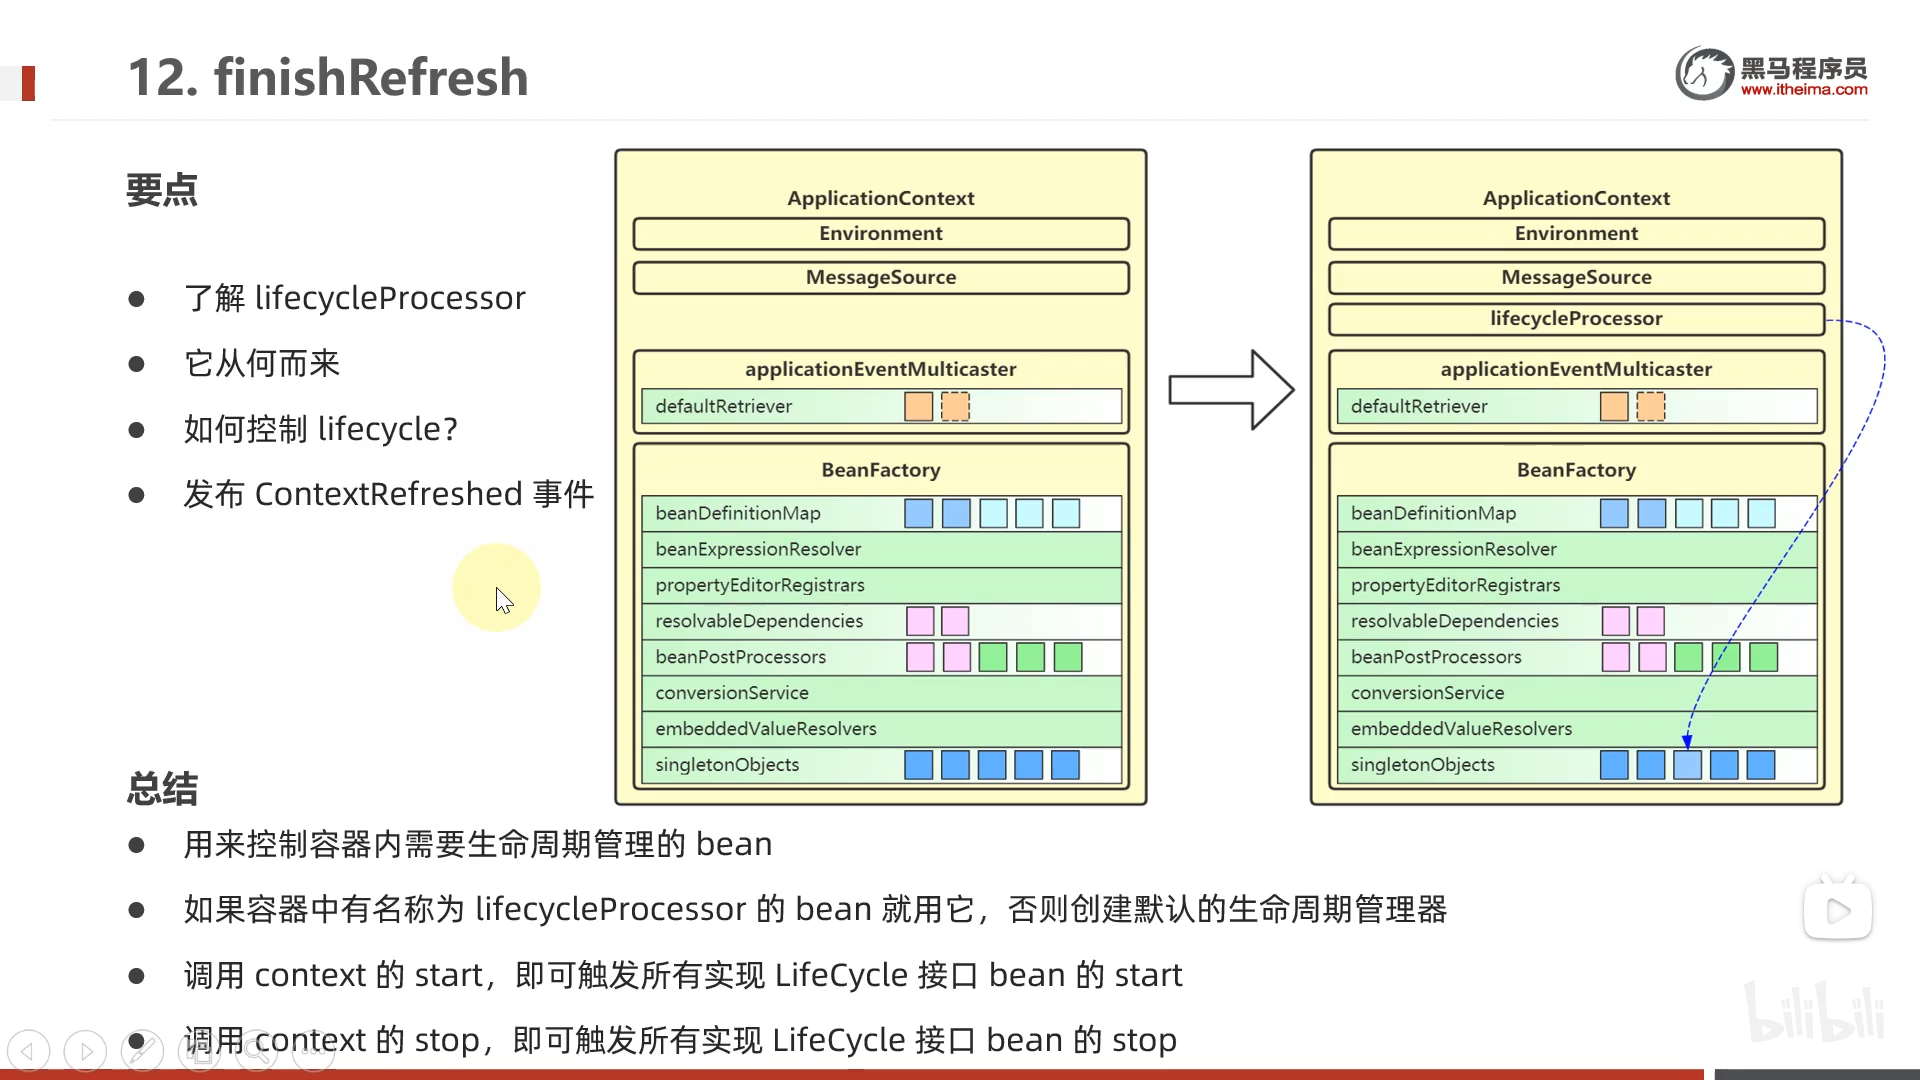 12. finishRefresh
黑马程序员
www.itheima.com
要点
了解 lifecycleProcessor
它从何而来
如何控制 lifecycle？
发布 ContextRefreshed 事件
ApplicationContext
Environment
MessageSource
applicationEventMulticaster
defaultRetriever
BeanFactory
beanDefinitionMap
beanExpressionResolver
propertyEditorRegistrars
resolvableDependencies
beanPostProcessors
conversionService
embeddedValueResolvers
singletonObjects
ApplicationContext
Environment
MessageSource
lifecycleProcessor
applicationEventMulticaster
defaultRetriever
BeanFactory
beanDefinitionMap
beanExpressionResolver
propertyEditorRegistrars
resolvableDependencies
beanPostProcessors
conversionService
embeddedValueResolvers
singletonObjects
总结
用来控制容器内需要生命周期管理的 bean
如果容器中有名称为 lifecycleProcessor 的 bean 就用它，否则创建默认的生命周期管理器
调用 context 的 start，即可触发所有实现 LifeCycle 接口 bean 的 start
调用 context 的 stop，即可触发所有实现 LifeCycle 接口 bean 的 stop
bilibili